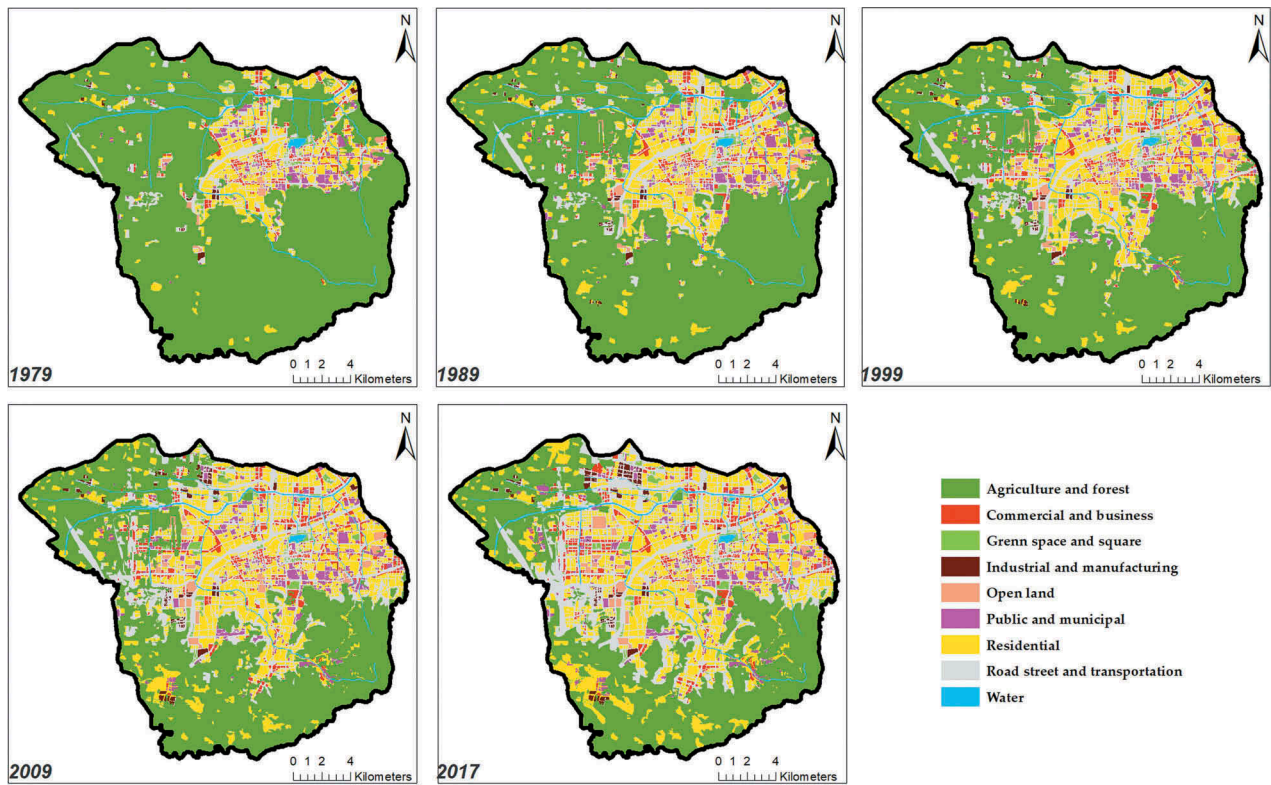 N
0 1 2 4
Kilometers
1979
N
0 1 2 4
Kilometers
1989
N
0 1 2 4
Kilometers
1999
N
0 1 2 4
Kilometers
2009
N
0 1 2 4
Kilometers
2017
Agriculture and forest
Commercial and business
Grenn space and square
Industrial and manufacturing
Open land
Public and municipal
Residential
Road street and transportation
Water